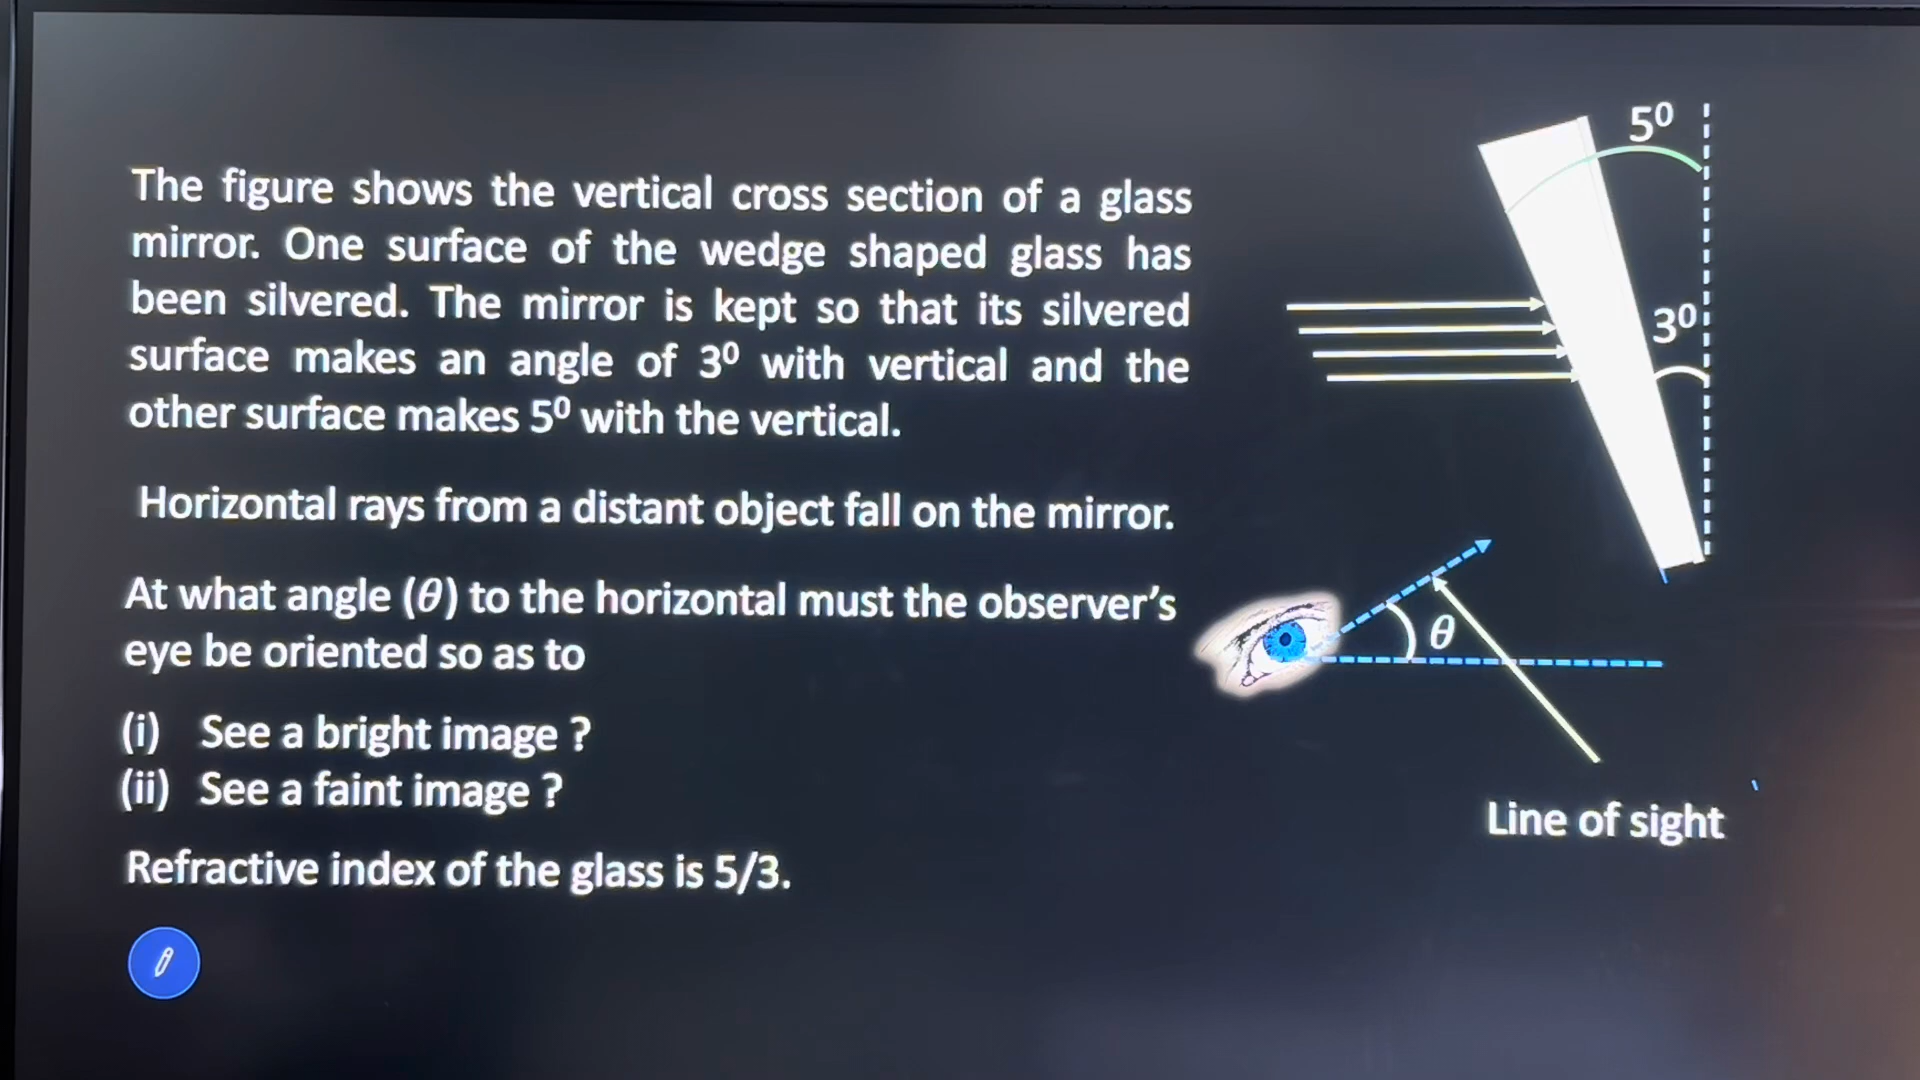 The figure shows the vertical cross section of a glass
mirror. One surface of the wedge shaped glass has
been silvered. The mirror is kept so that its silvered
surface makes an angle of 3⁰ with vertical and the
other surface makes 5⁰ with the vertical.
Horizontal rays from a distant object fall on the mirror.
At what angle (θ) to the horizontal must the observer's
eye be oriented so as to
(i) See a bright image ?
(ii) See a faint image ?
Refractive index of the glass is 5/3.
5⁰
3⁰
θ
Line of sight